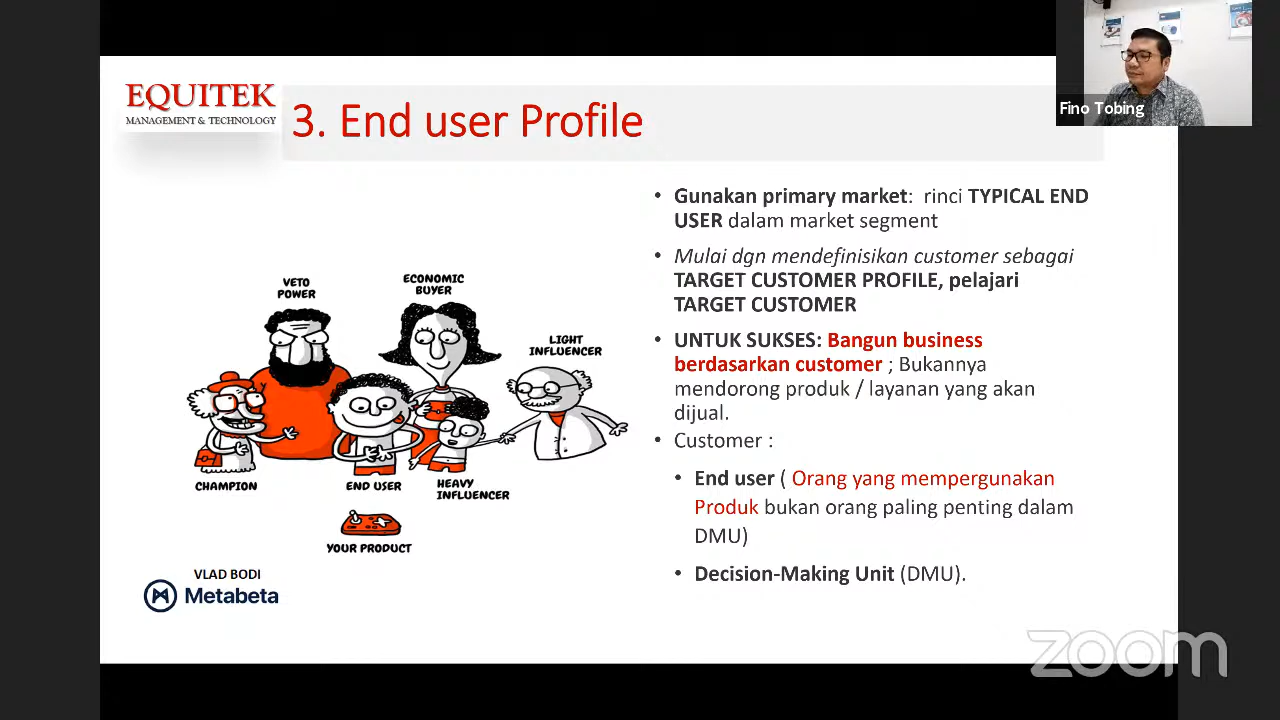 Fino Tobing
EQUITEK
MANAGEMENT & TECHNOLOGY
3. End user Profile
• Gunakan primary market: rinci TYPICAL END
USER dalam market segment
• Mulai dgn mendefinisikan customer sebagai
TARGET CUSTOMER PROFILE, pelajari
TARGET CUSTOMER
• UNTUK SUKSES: Bangun business
berdasarkan customer ; Bukannya
mendorong produk / layanan yang akan
dijual.
• Customer :
• End user ( Orang yang mempergunakan
Produk bukan orang paling penting dalam
DMU)
• Decision-Making Unit (DMU).
VETO
POWER
ECONOMIC
BUYER
LIGHT
INFLUENCER
CHAMPION
END USER
HEAVY
INFLUENCER
YOUR PRODUCT
VLAD BODI
Metabeta
zoom